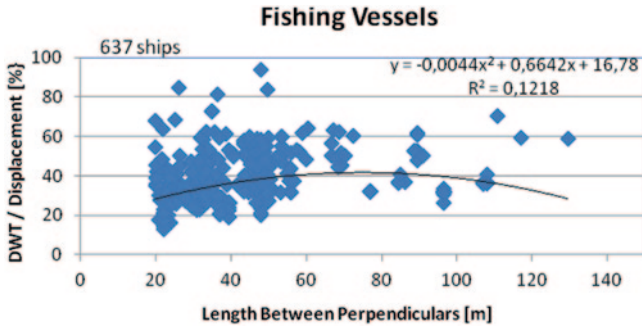 Fishing Vessels
637 ships
y = -0,0044x² + 0,6642x + 16,78
R² = 0,1218
DWT / Displacement [%]
100
80
60
40
20
0
0 20 40 60 80 100 120 140
Length Between Perpendiculars [m]